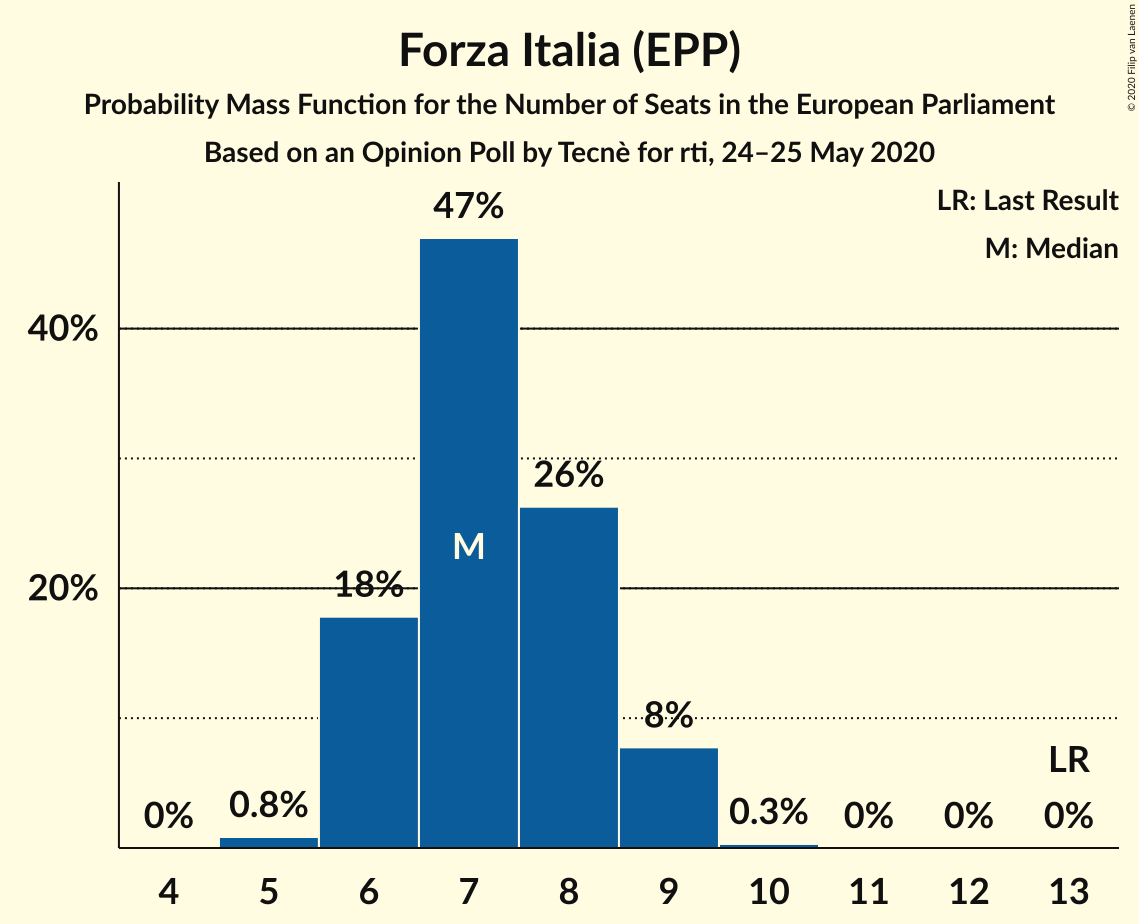 Forza Italia (EPP)
Probability Mass Function for the Number of Seats in the European Parliament
Based on an Opinion Poll by Tecnè for rti, 24–25 May 2020
© 2020 Filip van Laenen
LR: Last Result
M: Median
47%
40%
26%
M
18%
20%
8%
LR
0% 0.8% 0.3% 0% 0% 0%
4 5 6 7 8 9 10 11 12 13